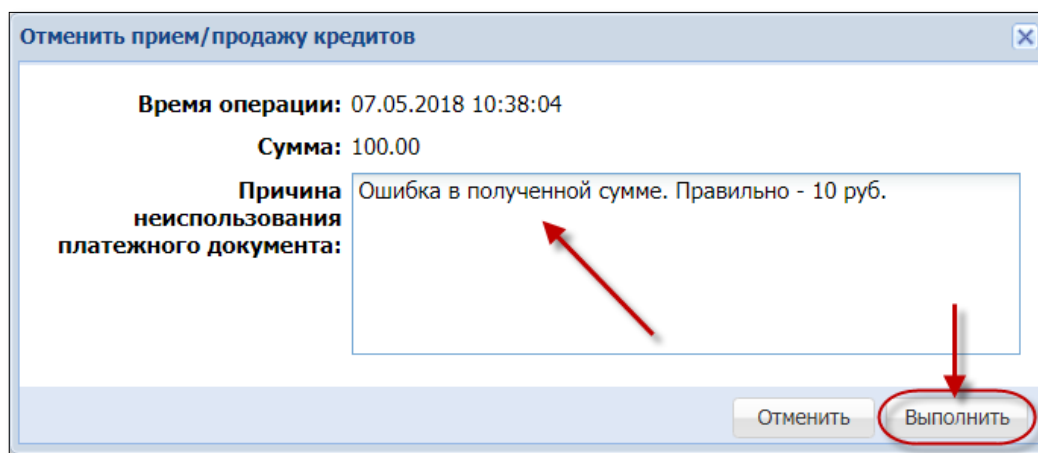 Отменить прием/продажу кредитов
Время операции: 07.05.2018 10:38:04
Сумма: 100.00
Причина Ошибка в полученной сумме. Правильно - 10 руб.
неиспользования
платежного документа:
Отменить Выполнить